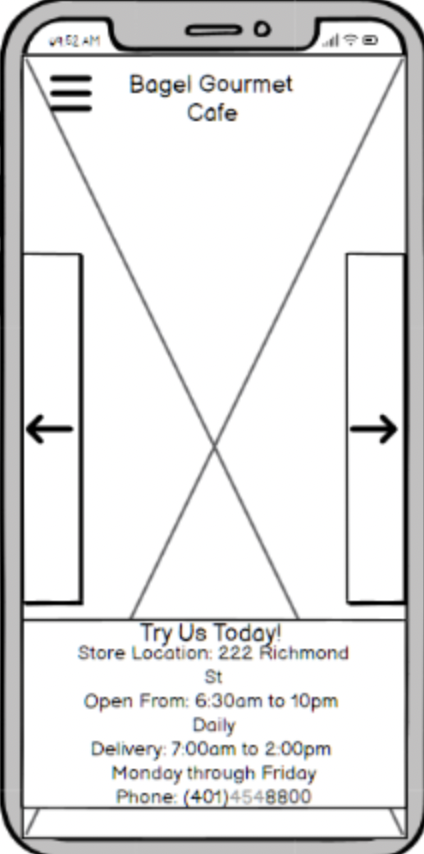 09:52 AM
Bagel Gourmet
Cafe
Try Us Today!
Store Location: 222 Richmond
St
Open From: 6:30am to 10pm
Daily
Delivery: 7:00am to 2:00pm
Monday through Friday
Phone: (401)4548800